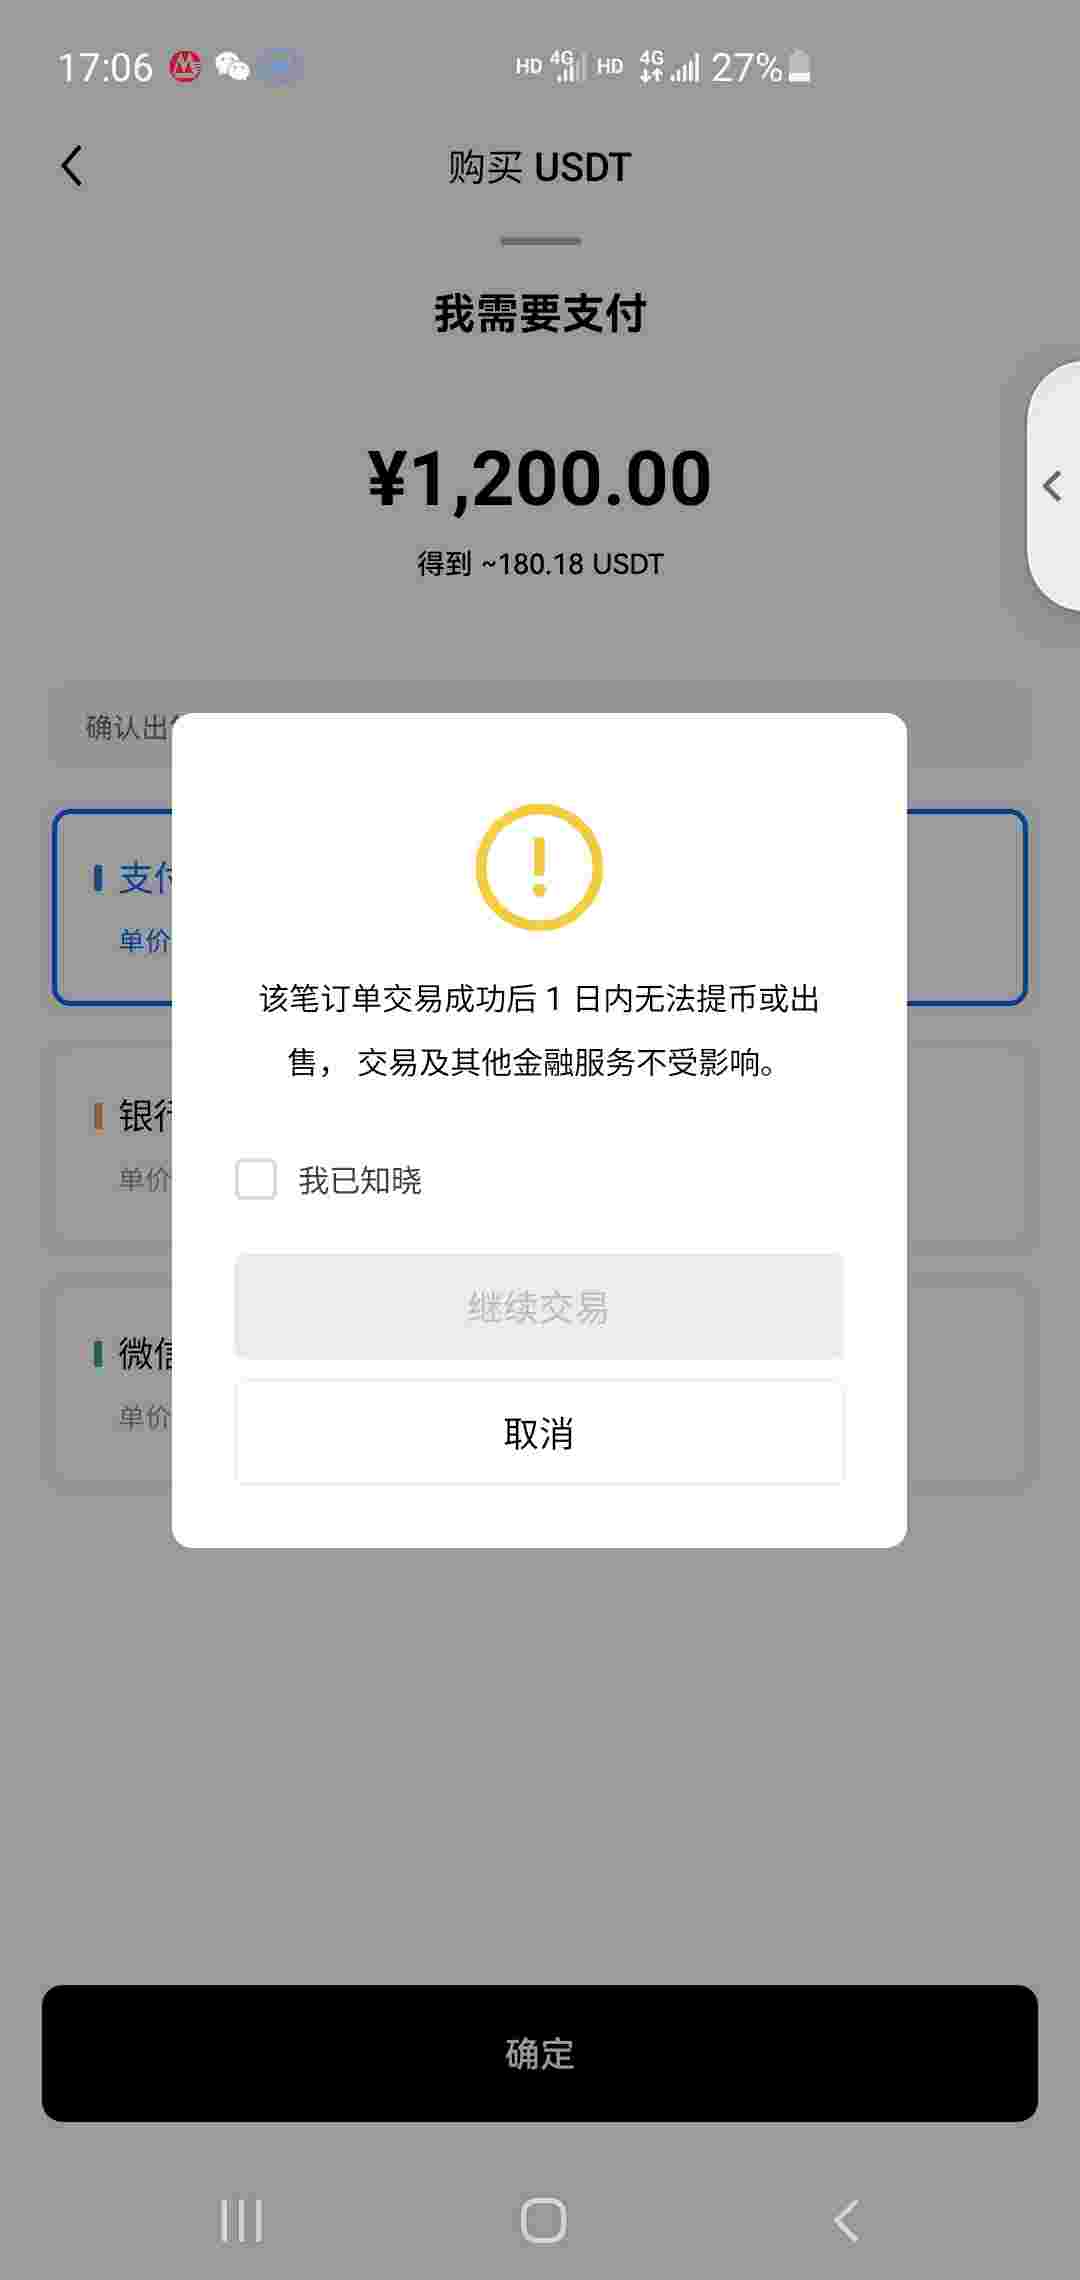 17:06 HD 4G HD 4G 27%
购买 USDT
我需要支付
¥1,200.00
得到 ~180.18 USDT
确认出
支付
单价
该笔订单交易成功后 1 日内无法提币或出
售， 交易及其他金融服务不受影响。
银行
单价
我已知晓
继续交易
微信
单价
取消
确定